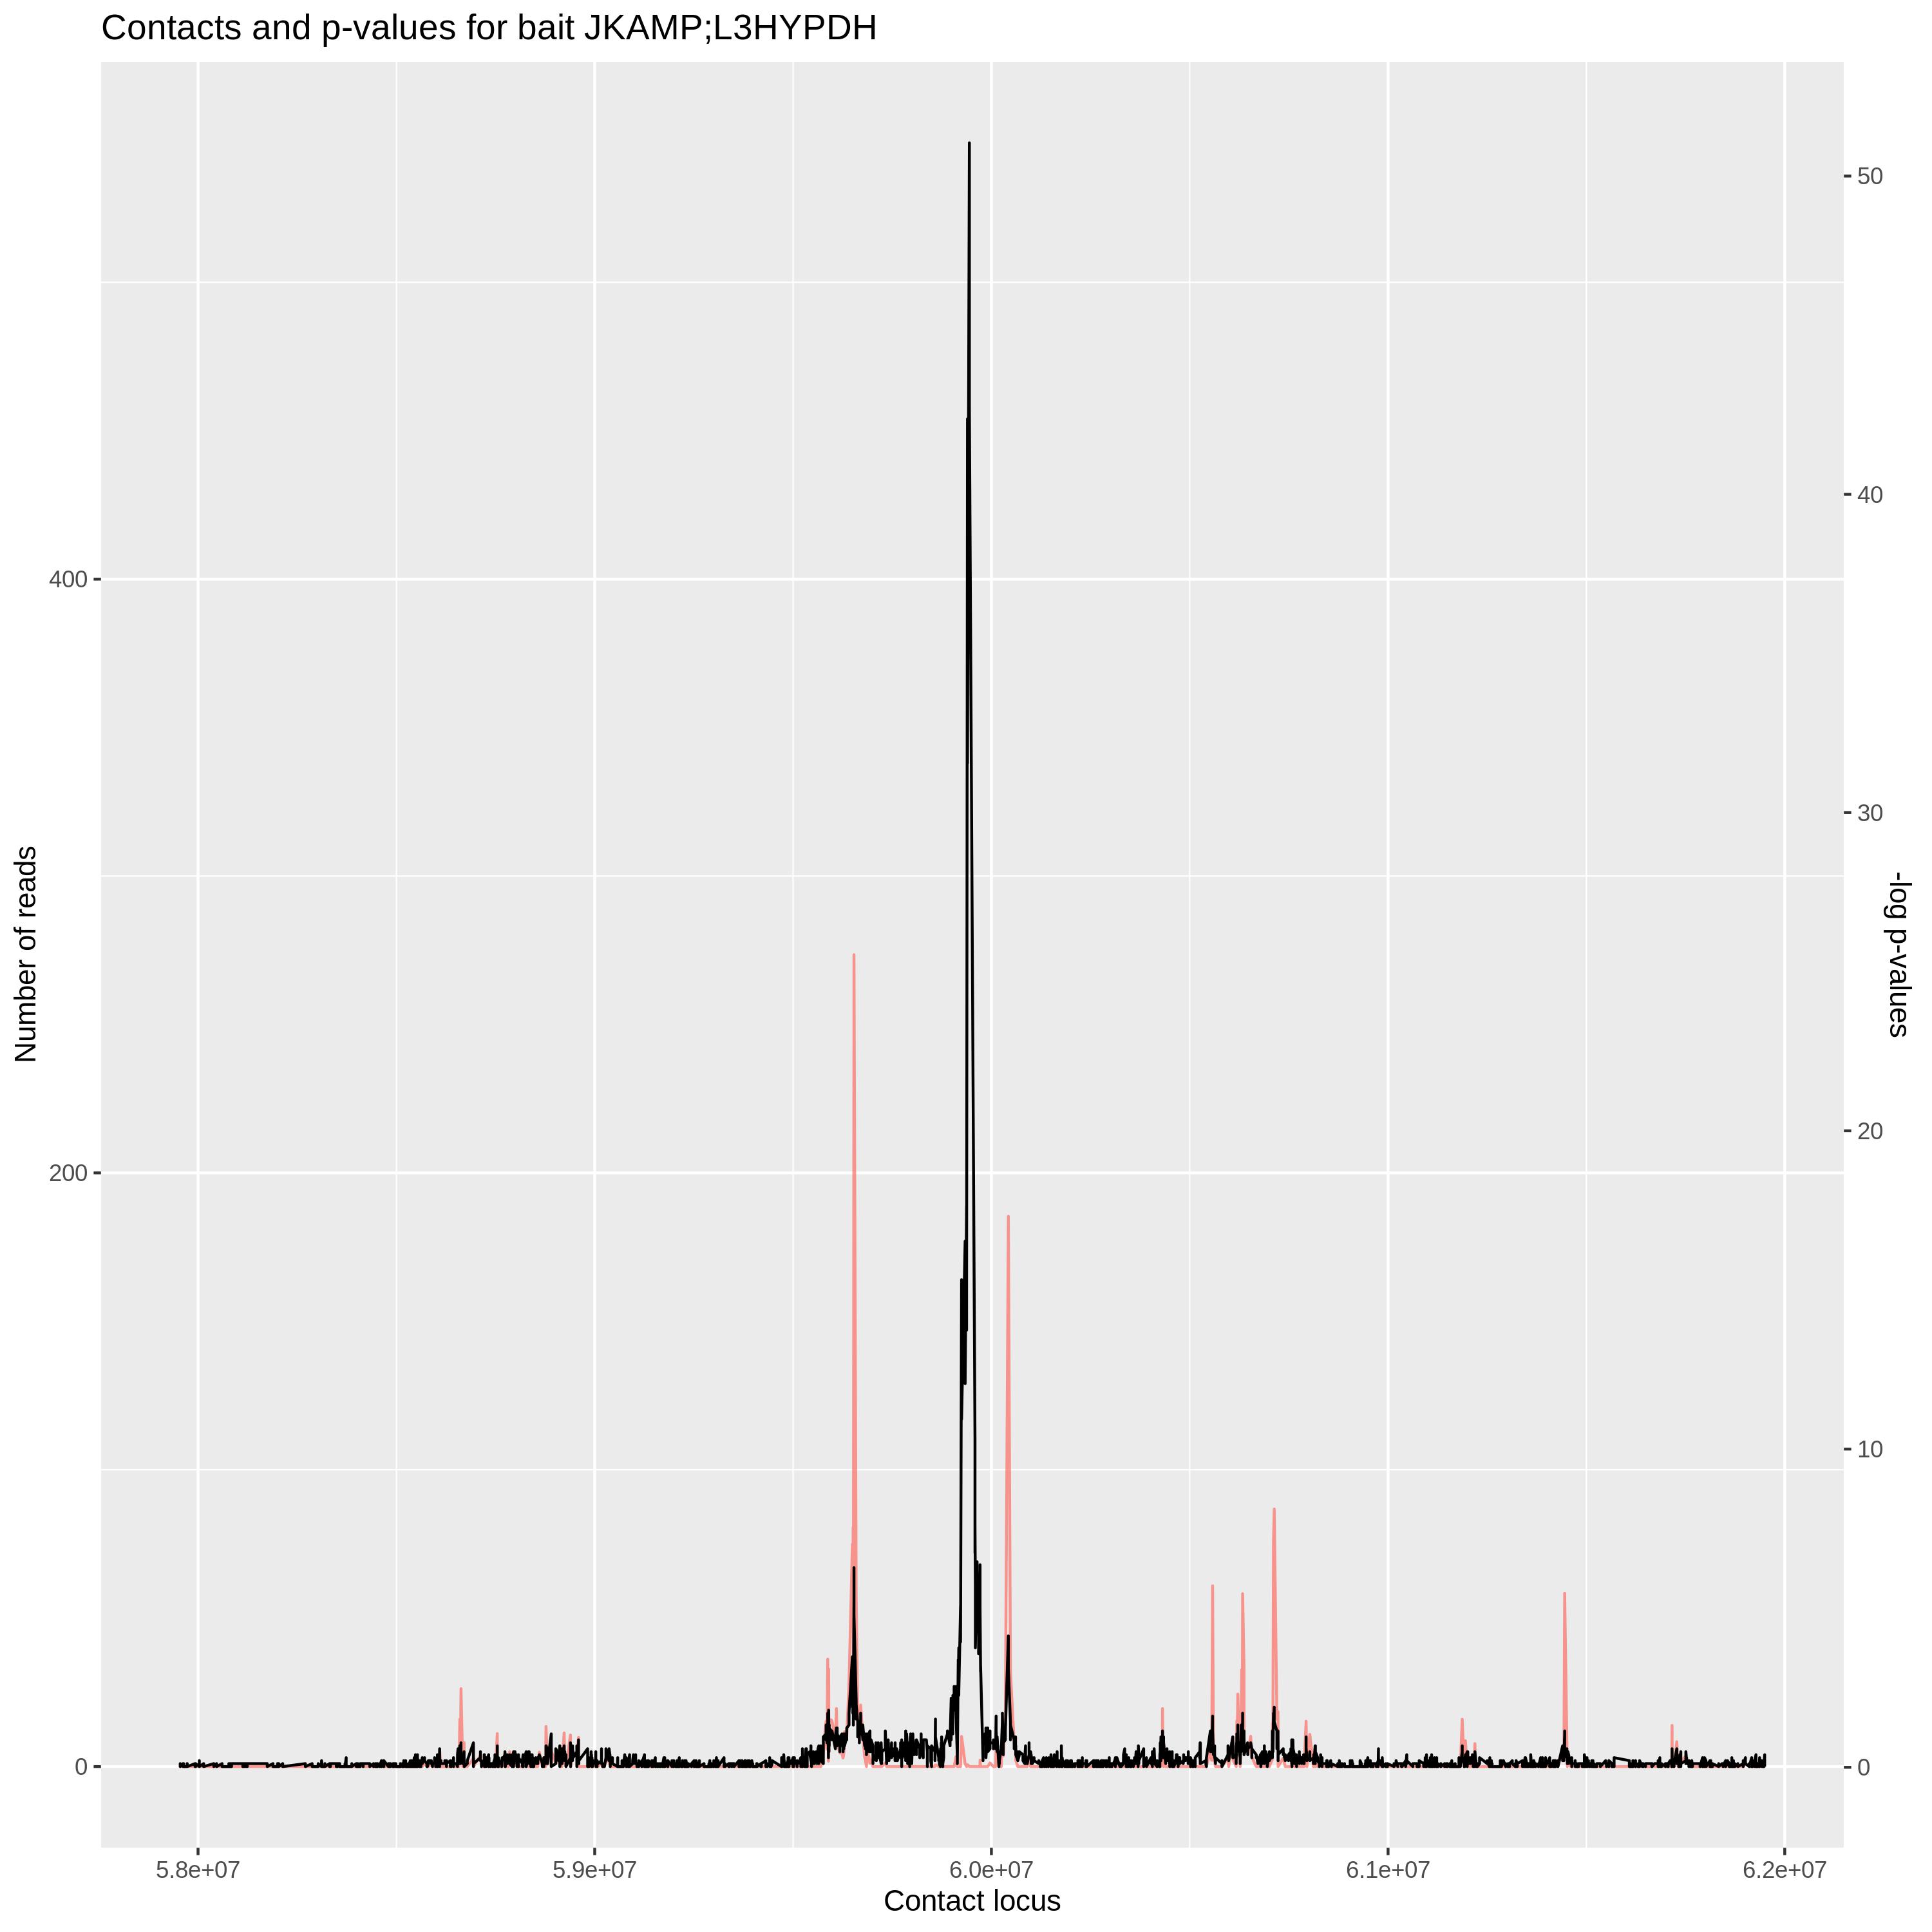 Contacts and p-values for bait JKAMP;L3HYPDH
Number of reads
400
200
0
50
40
30
20
10
0
-log p-values
5.8e+07
5.9e+07
6.0e+07
6.1e+07
6.2e+07
Contact locus